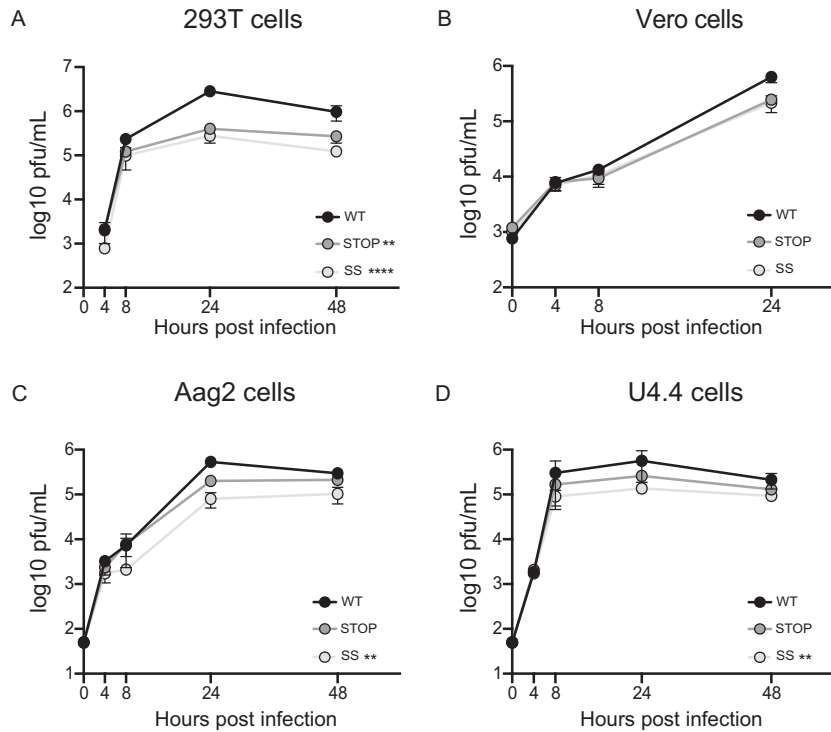 A
293T cells
log10 pfu/mL
7
6
5
4
3
2
WT
STOP **
SS ****
0 4 8 24 48
Hours post infection
B
Vero cells
log10 pfu/mL
6
5
4
3
2
WT
STOP
SS
0 4 8 24
Hours post infection
C
Aag2 cells
log10 pfu/mL
6
5
4
3
2
1
WT
STOP
SS **
0 4 8 24 48
Hours post infection
D
U4.4 cells
log10 pfu/mL
6
5
4
3
2
1
WT
STOP
SS **
0 4 8 24 48
Hours post infection